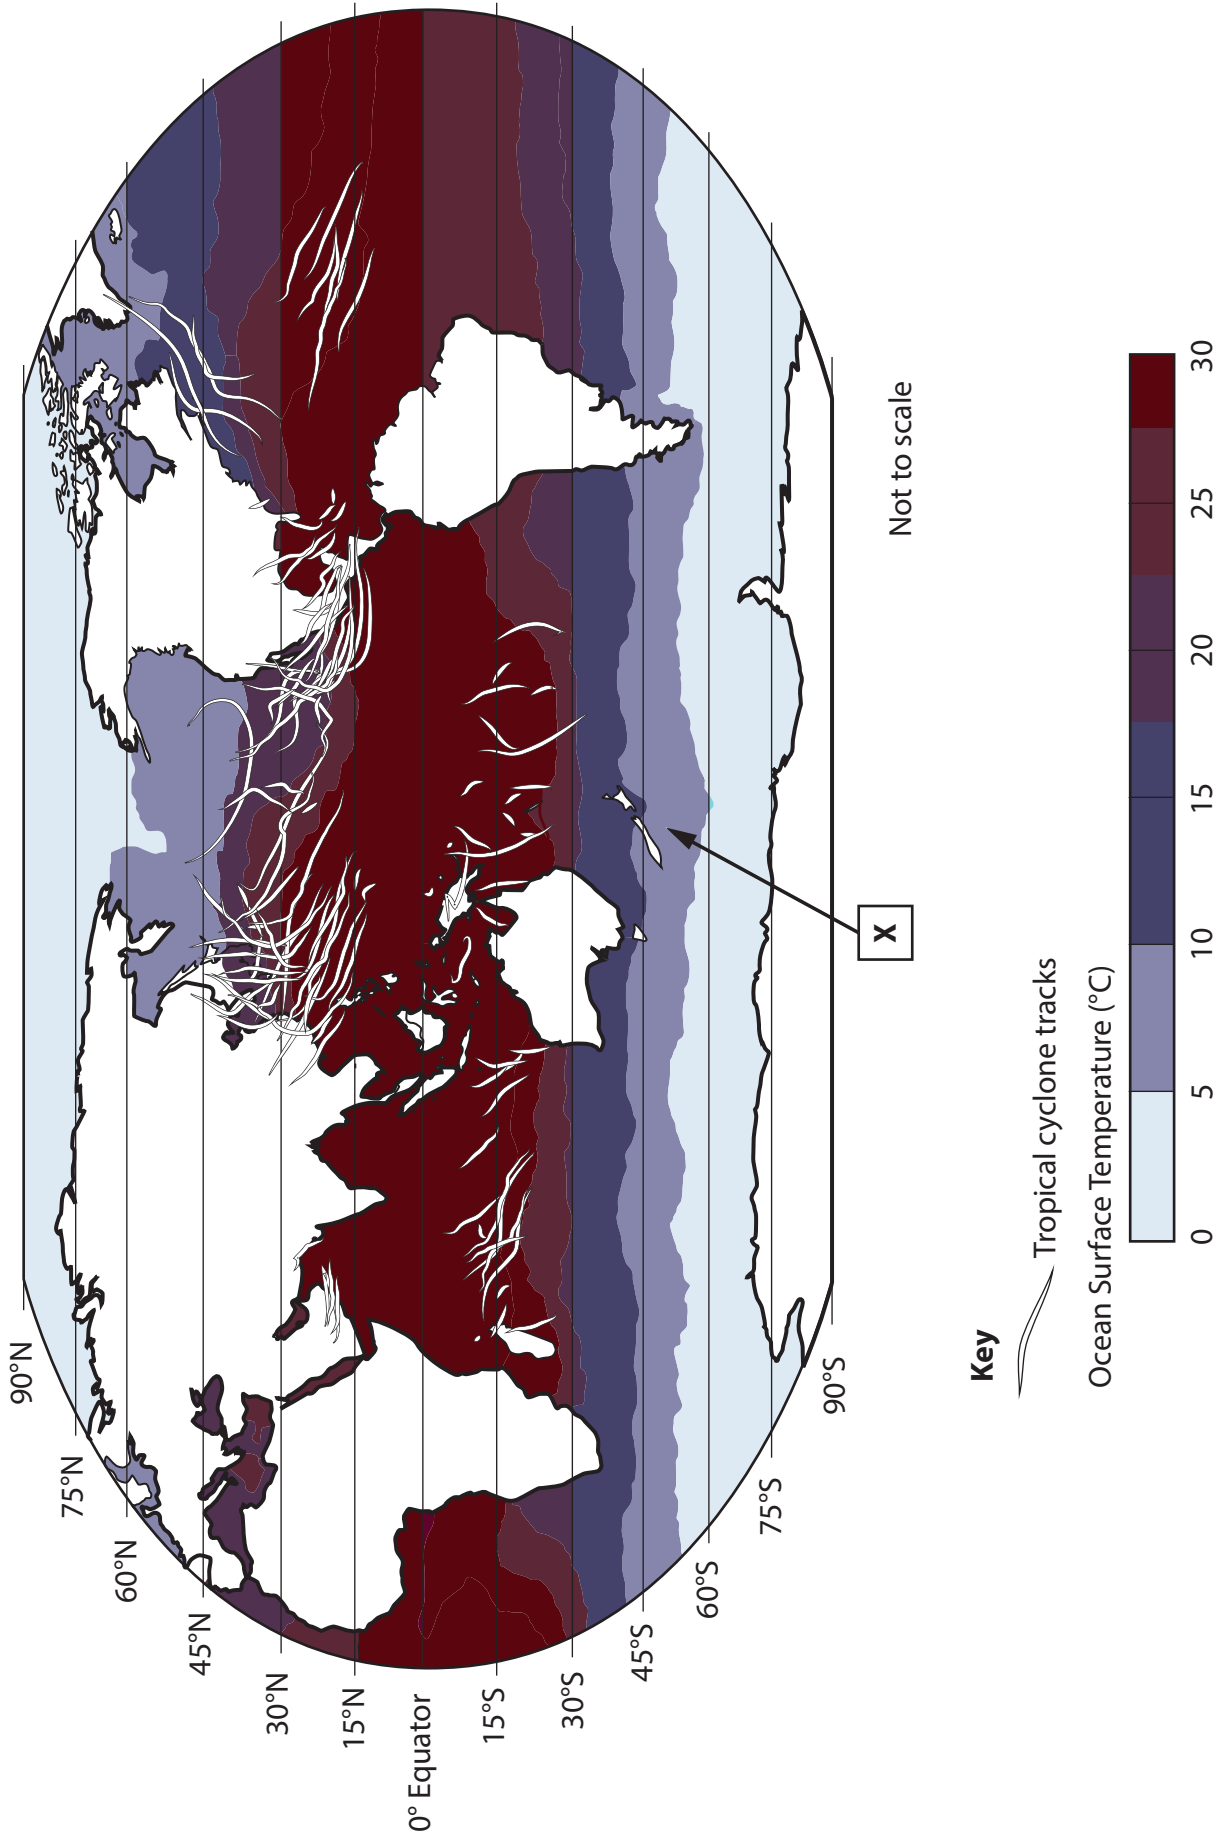 90°N
75°N
60°N
45°N
30°N
15°N
0° Equator
15°S
30°S
45°S
60°S
75°S
90°S
X
Not to scale
Key
Tropical cyclone tracks
Ocean Surface Temperature (°C)
0 5 10 15 20 25 30